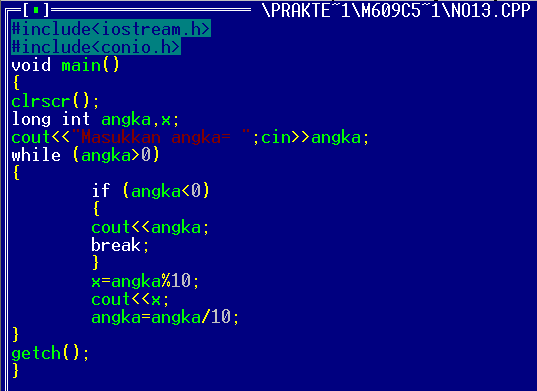 [▪] \PRAKTE~1\M609C5~1\NO13.CPP
#include<iostream.h>
#include<conio.h>
void main()
{
clrscr();
long int angka,x;
cout<<"Masukkan angka= ";cin>>angka;
while (angka>0)
{
        if (angka<0)
        {
        cout<<angka;
        break;
        }
        x=angka%10;
        cout<<x;
        angka=angka/10;
}
getch();
}